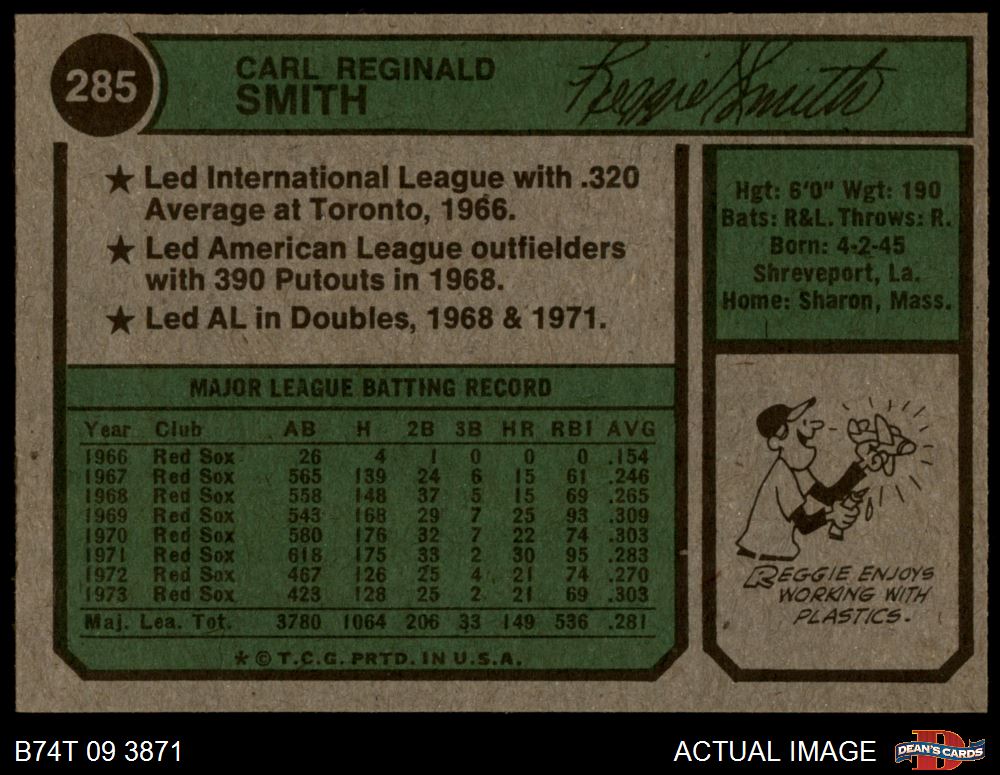 285
CARL REGINALD
SMITH
Reggie Smith
★ Led International League with .320
Average at Toronto, 1966.
★ Led American League outfielders
with 390 Putouts in 1968.
★ Led AL in Doubles, 1968 & 1971.
Hgt: 6'0" Wgt: 190
Bats: R&L. Throws: R.
Born: 4-2-45
Shreveport, La.
Home: Sharon, Mass.
MAJOR LEAGUE BATTING RECORD
Year Club AB H 2B 3B HR RBI AVG
1966 Red Sox 26 4 1 0 0 0 .154
1967 Red Sox 565 139 24 6 15 61 .246
1968 Red Sox 558 148 37 5 15 69 .265
1969 Red Sox 543 168 29 7 25 93 .309
1970 Red Sox 580 176 32 7 22 74 .303
1971 Red Sox 618 175 33 2 30 95 .283
1972 Red Sox 467 126 25 4 21 74 .270
1973 Red Sox 423 128 25 2 21 69 .303
Maj. Lea. Tot. 3780 1064 206 33 149 536 .281
* © T.C.G. PRTD. IN U.S.A.
REGGIE ENJOYS
WORKING WITH
PLASTICS.
B74T 09 3871
ACTUAL IMAGE
DEAN'S CARDS